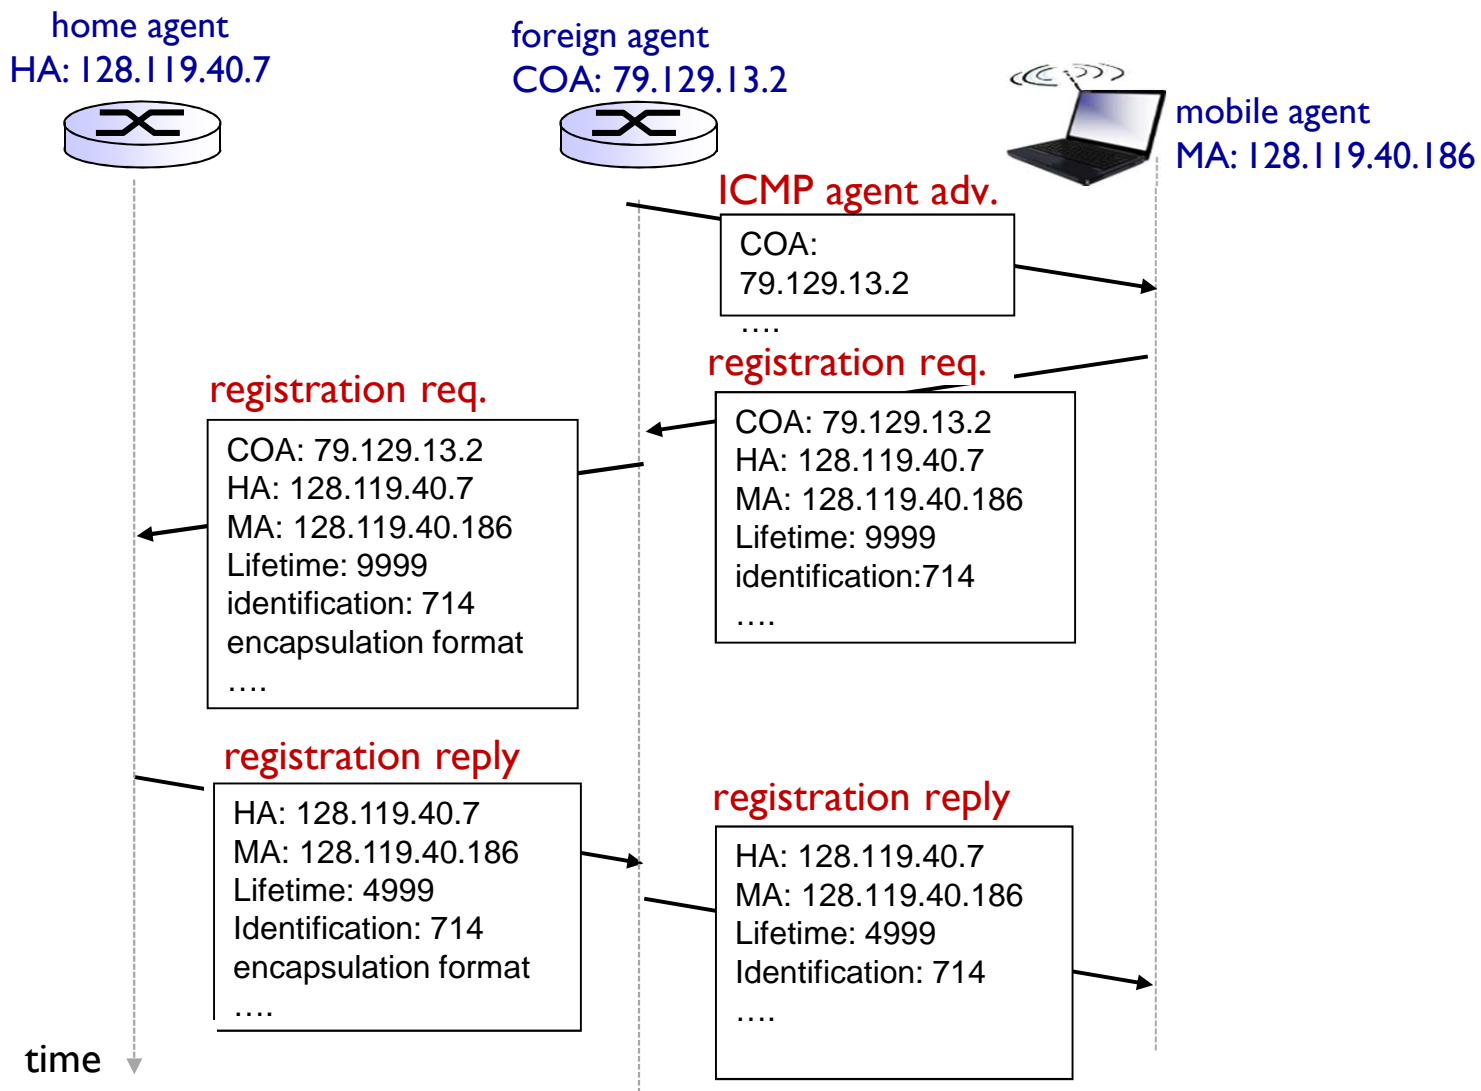 home agent
HA: 128.119.40.7
foreign agent
COA: 79.129.13.2
mobile agent
MA: 128.119.40.186
ICMP agent adv.
COA:
79.129.13.2
….
registration req.
COA: 79.129.13.2
HA: 128.119.40.7
MA: 128.119.40.186
Lifetime: 9999
identification:714
….
registration req.
COA: 79.129.13.2
HA: 128.119.40.7
MA: 128.119.40.186
Lifetime: 9999
identification: 714
encapsulation format
….
registration reply
HA: 128.119.40.7
MA: 128.119.40.186
Lifetime: 4999
Identification: 714
encapsulation format
….
registration reply
HA: 128.119.40.7
MA: 128.119.40.186
Lifetime: 4999
Identification: 714
….
time